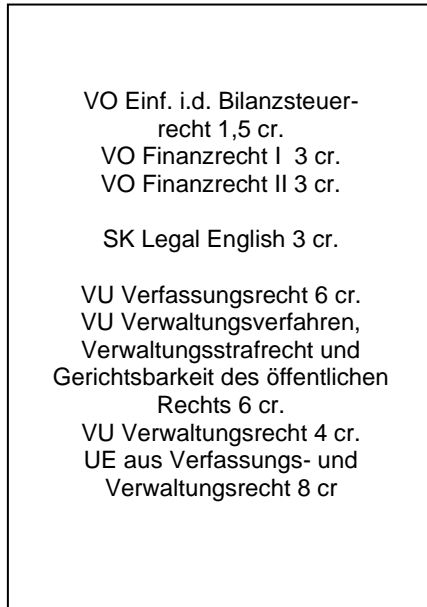 VO Einf. i.d. Bilanzsteuer-
recht 1,5 cr.
VO Finanzrecht I  3 cr.
VO Finanzrecht II 3 cr.
SK Legal English 3 cr.
VU Verfassungsrecht 6 cr.
VU Verwaltungsverfahren,
Verwaltungsstrafrecht und
Gerichtsbarkeit des öffentlichen
Rechts 6 cr.
VU Verwaltungsrecht 4 cr.
UE aus Verfassungs- und
Verwaltungsrecht 8 cr